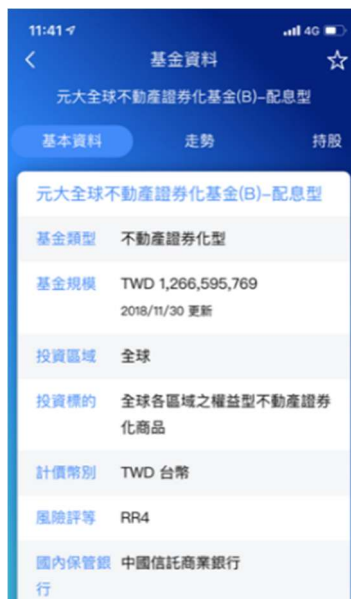 11:41
4G
基金資料
元大全球不動產證券化基金(B)-配息型
基本資料 走勢 持股
元大全球不動產證券化基金(B)-配息型
基金類型 不動產證券化型
基金規模 TWD 1,266,595,769
2018/11/30 更新
投資區域 全球
投資標的 全球各區域之權益型不動產證券
化商品
計價幣別 TWD 台幣
風險評等 RR4
國內保管銀 中國信託商業銀行
行